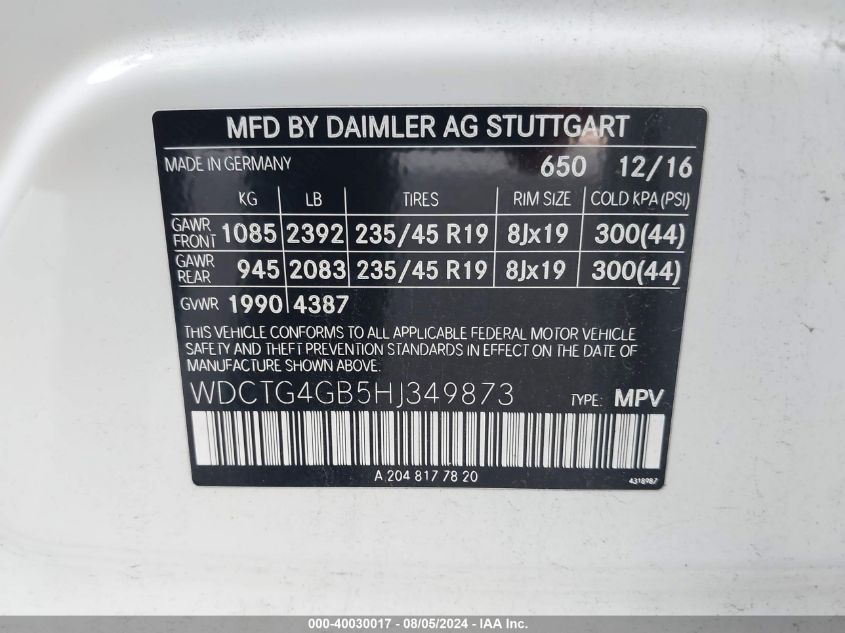 MFD BY DAIMLER AG STUTTGART
MADE IN GERMANY 650 12/16
KG LB TIRES RIM SIZE COLD KPA (PSI)
GAWR FRONT 1085 2392 235/45 R19 8Jx19 300(44)
GAWR REAR 945 2083 235/45 R19 8Jx19 300(44)
GVWR 1990 4387
THIS VEHICLE CONFORMS TO ALL APPLICABLE FEDERAL MOTOR VEHICLE
SAFETY AND THEFT PREVENTION STANDARDS IN EFFECT ON THE DATE OF
MANUFACTURE SHOWN ABOVE.
WDCTG4GB5HJ349873 TYPE: MPV
A 204 817 78 20
4318987
000-40030017 - 08/05/2024 - IAA Inc.